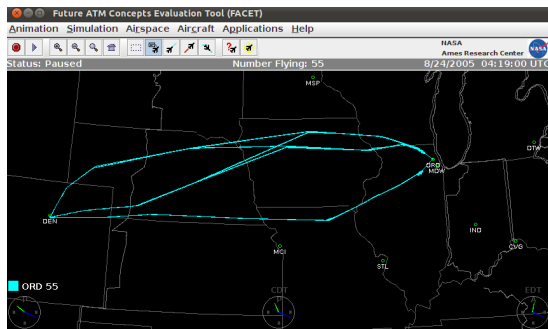 Future ATM Concepts Evaluation Tool (FACET)
Animation Simulation Airspace Aircraft Applications Help
NASA
Ames Research Center
NASA
Status: Paused Number Flying: 55 8/24/2005 04:19:00 UTC
MSP
DTW
ORD
MDW
DEN
IND
CVG
MCI
STL
ORD 55
CDT
EDT